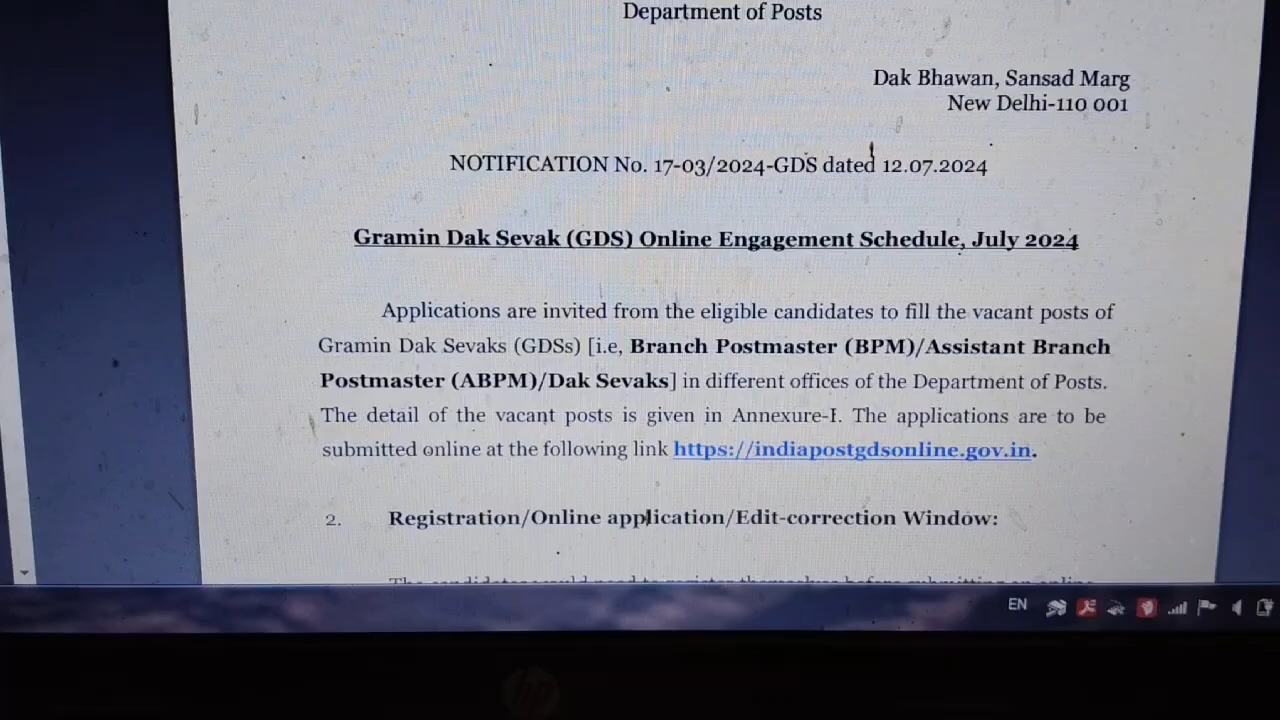 Department of Posts
Dak Bhawan, Sansad Marg
New Delhi-110 001
NOTIFICATION No. 17-03/2024-GDS dated 12.07.2024
Gramin Dak Sevak (GDS) Online Engagement Schedule, July 2024
Applications are invited from the eligible candidates to fill the vacant posts of
Gramin Dak Sevaks (GDSs) [i.e, Branch Postmaster (BPM)/Assistant Branch
Postmaster (ABPM)/Dak Sevaks] in different offices of the Department of Posts.
The detail of the vacant posts is given in Annexure-I. The applications are to be
submitted online at the following link https://indiapostgdsonline.gov.in.
2. Registration/Online application/Edit-correction Window:
EN
hp